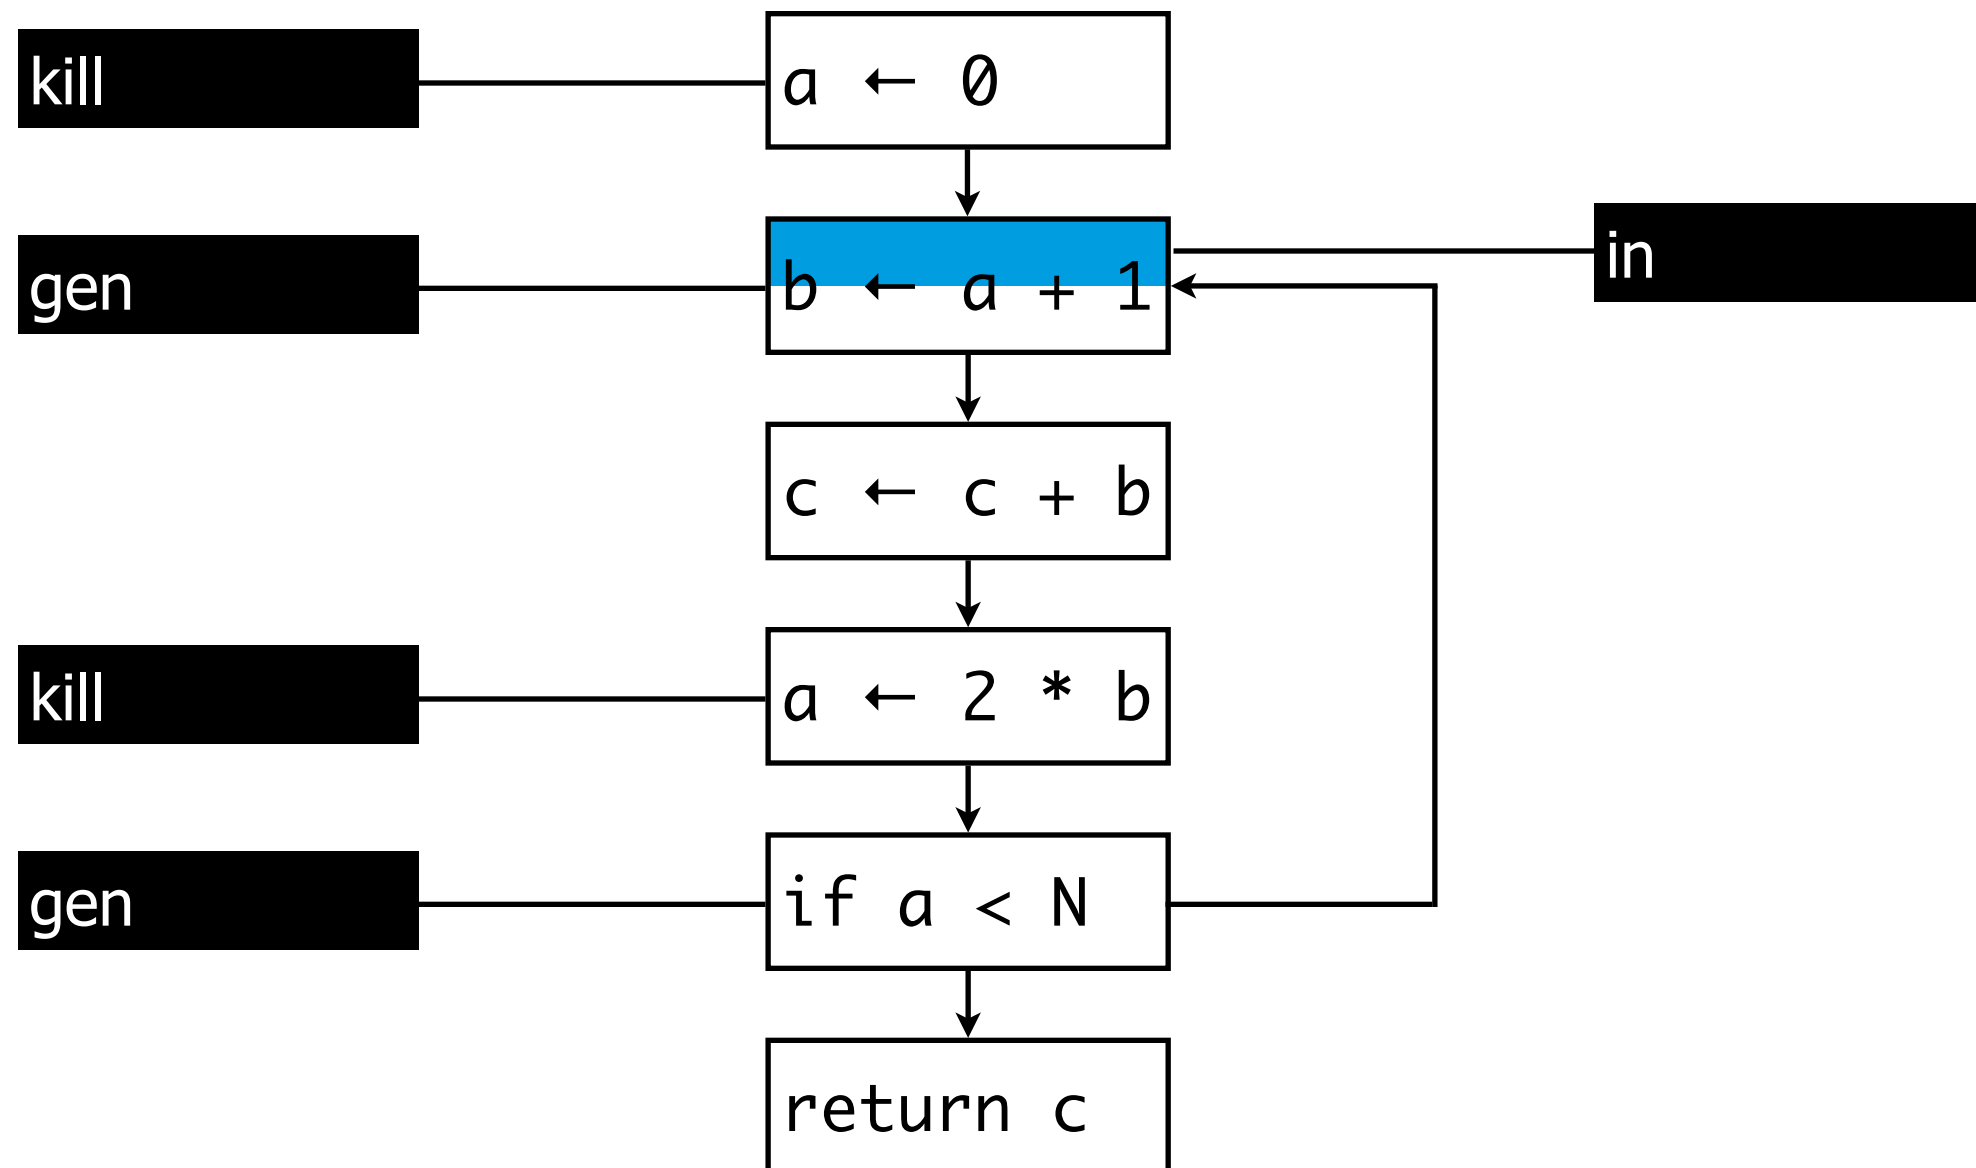 kill
a ← 0
gen
b ← a + 1
in
c ← c + b
kill
a ← 2 * b
gen
if a < N
return c